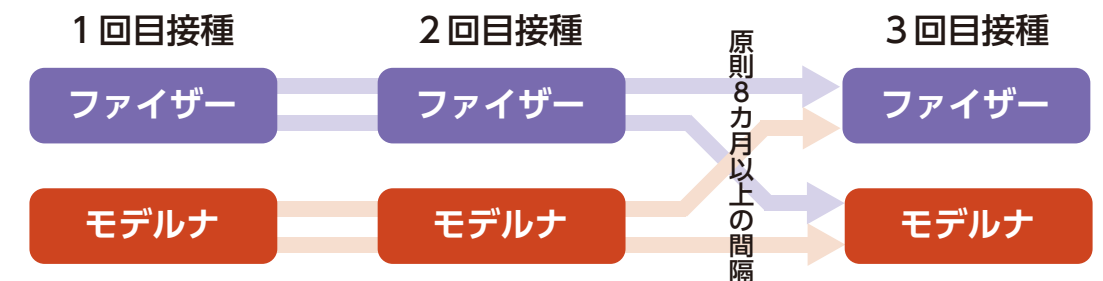 1回目接種
2回目接種
3回目接種
ファイザー
ファイザー
原則8カ月以上の間隔
ファイザー
モデルナ
モデルナ
モデルナ